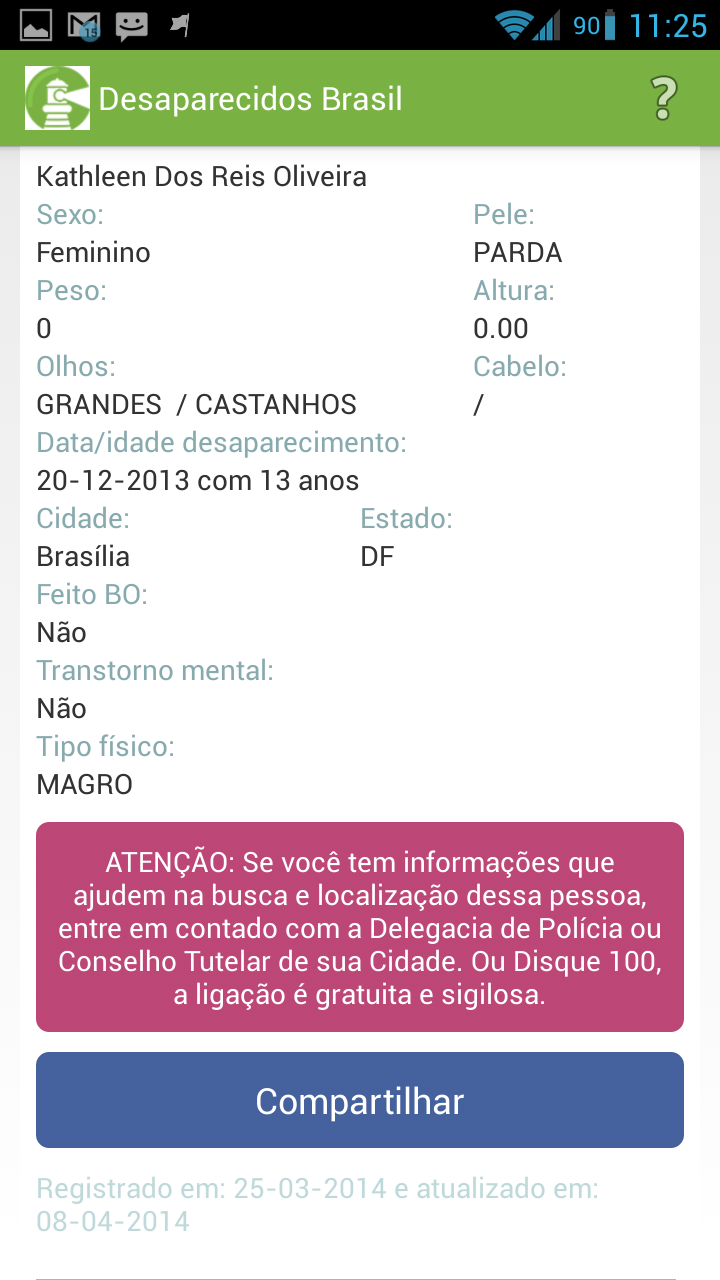 15
90 11:25
Desaparecidos Brasil ?
Kathleen Dos Reis Oliveira
Sexo: Pele:
Feminino PARDA
Peso: Altura:
0 0.00
Olhos: Cabelo:
GRANDES / CASTANHOS /
Data/idade desaparecimento:
20-12-2013 com 13 anos
Cidade: Estado:
Brasília DF
Feito BO:
Não
Transtorno mental:
Não
Tipo físico:
MAGRO
ATENÇÃO: Se você tem informações que
ajudem na busca e localização dessa pessoa,
entre em contado com a Delegacia de Polícia ou
Conselho Tutelar de sua Cidade. Ou Disque 100,
a ligação é gratuita e sigilosa.
Compartilhar
Registrado em: 25-03-2014 e atualizado em:
08-04-2014